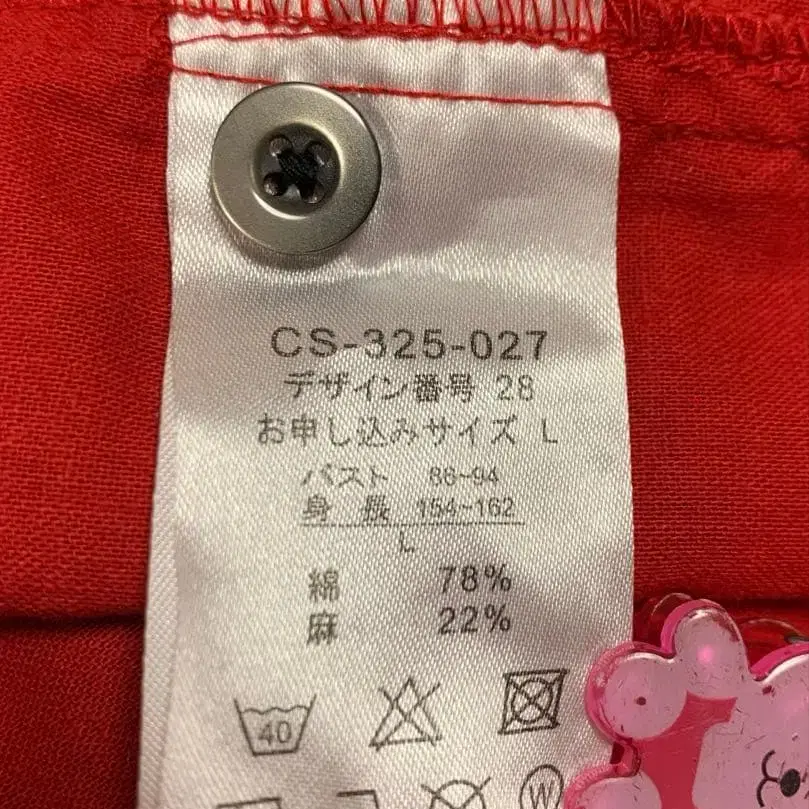 CS-325-027
デザイン番号 28
お申し込みサイズ L
バスト 86~94
身 長 154~162
L
綿 78%
麻 22%
40
W